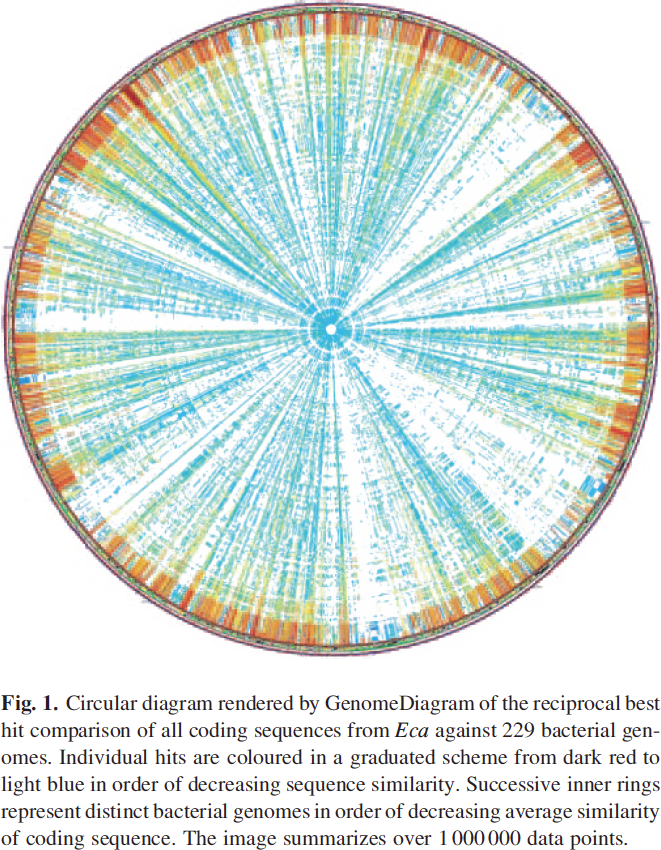 Fig. 1. Circular diagram rendered by GenomeDiagram of the reciprocal best
hit comparison of all coding sequences from Eca against 229 bacterial gen-
omes. Individual hits are coloured in a graduated scheme from dark red to
light blue in order of decreasing sequence similarity. Successive inner rings
represent distinct bacterial genomes in order of decreasing average similarity
of coding sequence. The image summarizes over 1 000 000 data points.